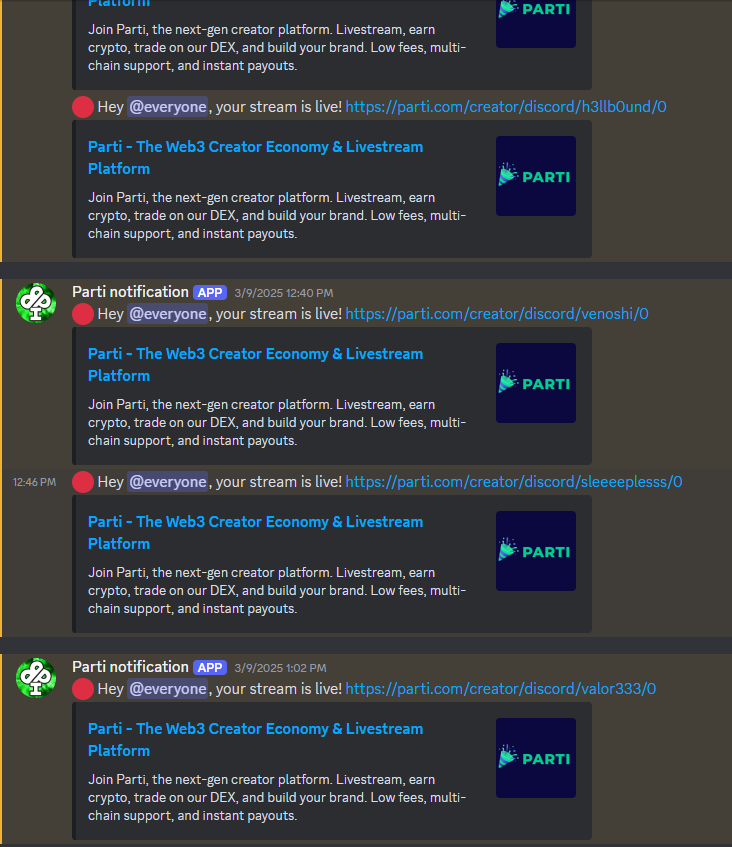 Platform
Join Parti, the next-gen creator platform. Livestream, earn
crypto, trade on our DEX, and build your brand. Low fees, multi-
chain support, and instant payouts.
PARTI
Hey @everyone, your stream is live! https://parti.com/creator/discord/h3llb0und/0
Parti - The Web3 Creator Economy & Livestream
Platform
Join Parti, the next-gen creator platform. Livestream, earn
crypto, trade on our DEX, and build your brand. Low fees, multi-
chain support, and instant payouts.
PARTI
Parti notification APP 3/9/2025 12:40 PM
Hey @everyone, your stream is live! https://parti.com/creator/discord/venoshi/0
Parti - The Web3 Creator Economy & Livestream
Platform
Join Parti, the next-gen creator platform. Livestream, earn
crypto, trade on our DEX, and build your brand. Low fees, multi-
chain support, and instant payouts.
PARTI
12:46 PM Hey @everyone, your stream is live! https://parti.com/creator/discord/sleeeeplesss/0
Parti - The Web3 Creator Economy & Livestream
Platform
Join Parti, the next-gen creator platform. Livestream, earn
crypto, trade on our DEX, and build your brand. Low fees, multi-
chain support, and instant payouts.
PARTI
Parti notification APP 3/9/2025 1:02 PM
Hey @everyone, your stream is live! https://parti.com/creator/discord/valor333/0
Parti - The Web3 Creator Economy & Livestream
Platform
Join Parti, the next-gen creator platform. Livestream, earn
crypto, trade on our DEX, and build your brand. Low fees, multi-
chain support, and instant payouts.
PARTI